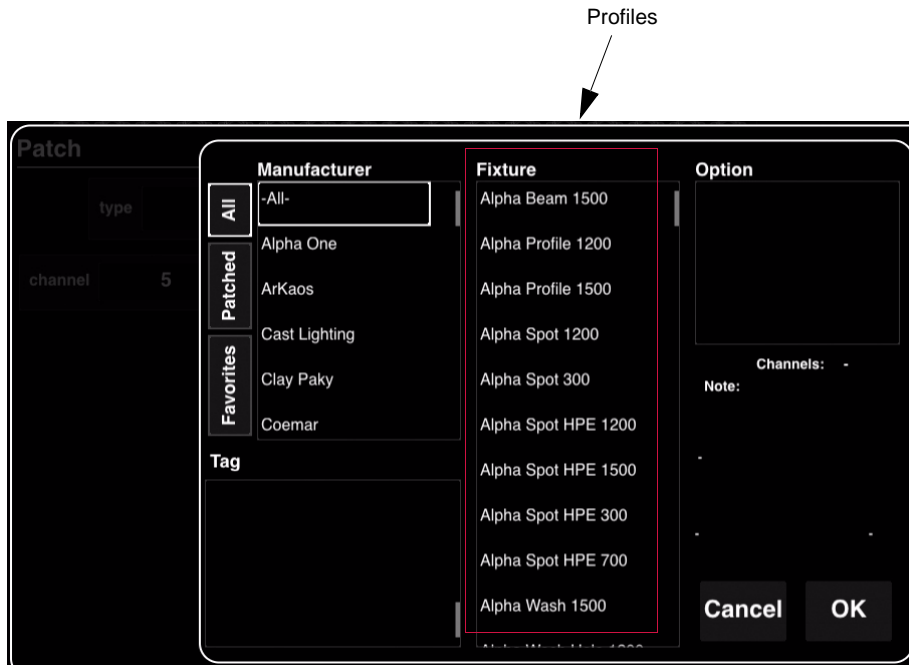 Profiles
Patch
type
channel 5
All
Patched
Favorites
Manufacturer
-All-
Alpha One
ArKaos
Cast Lighting
Clay Paky
Coemar
Tag
Fixture
Alpha Beam 1500
Alpha Profile 1200
Alpha Profile 1500
Alpha Spot 1200
Alpha Spot 300
Alpha Spot HPE 1200
Alpha Spot HPE 1500
Alpha Spot HPE 300
Alpha Spot HPE 700
Alpha Wash 1500
Option
Channels: -
Note:
-
- -
Cancel OK